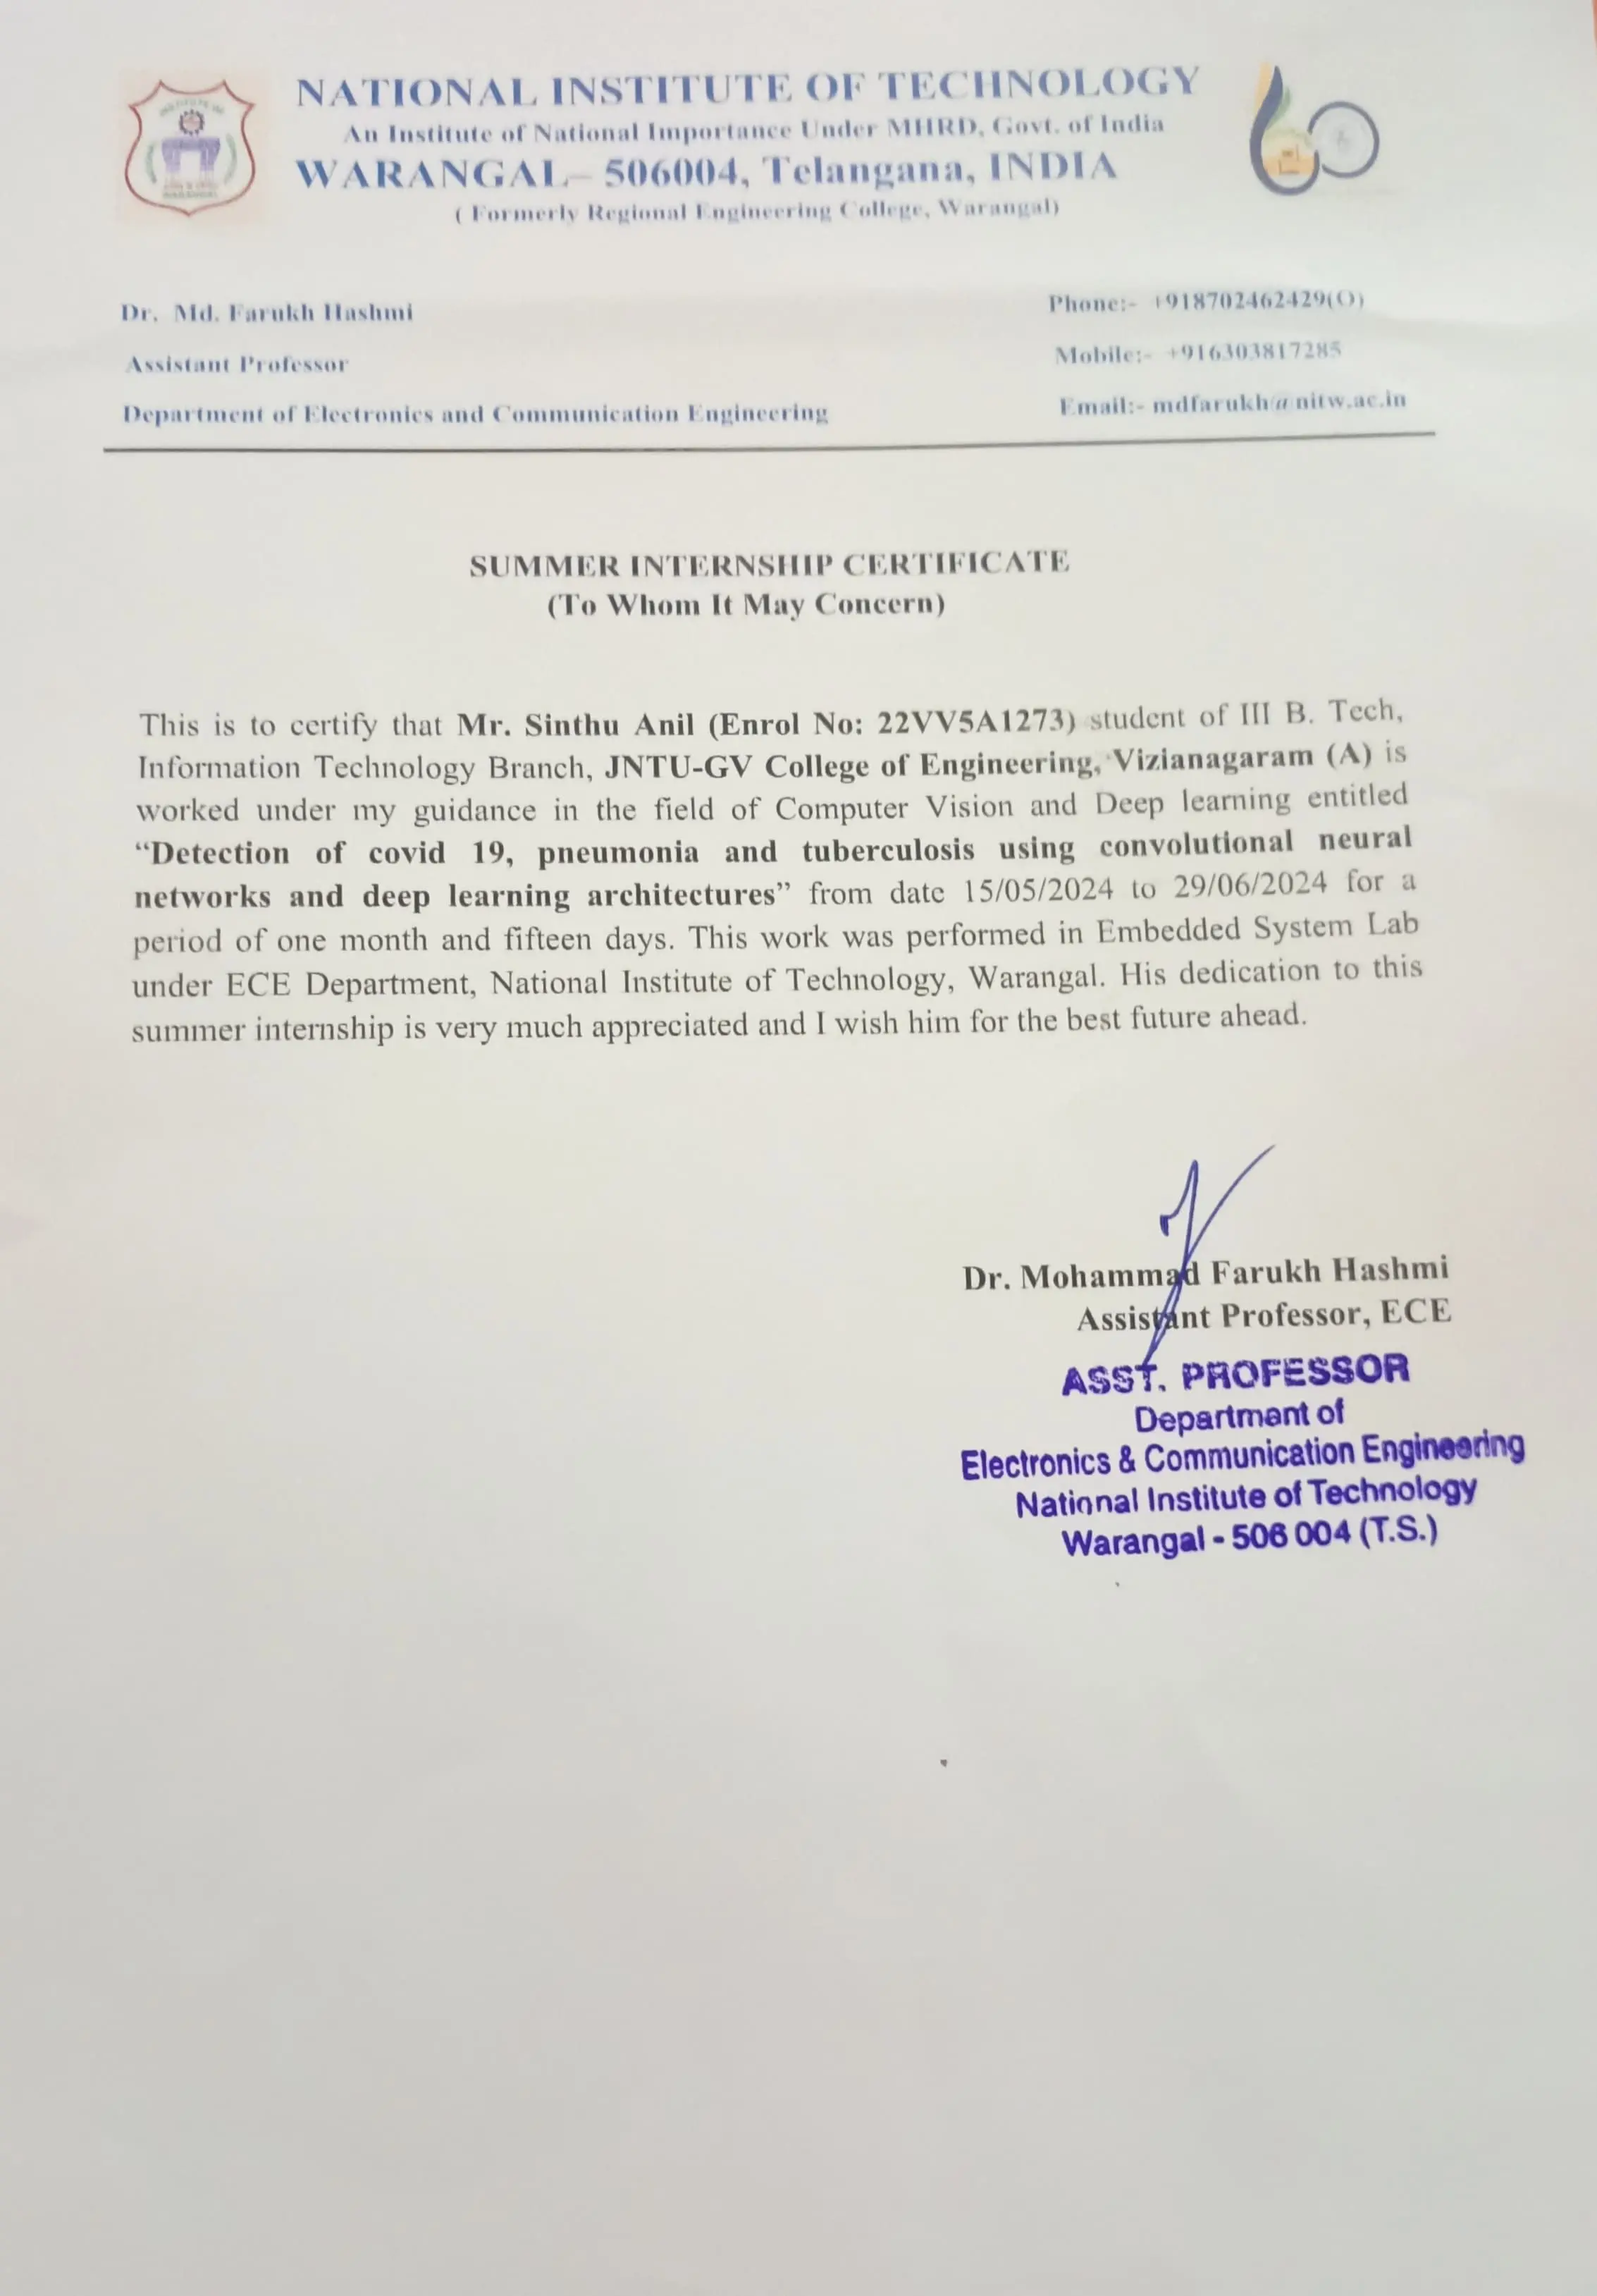 NATIONAL INSTITUTE OF TECHNOLOGY
An Institute of National Importance Under MHRD, Govt. of India
WARANGAL– 506004, Telangana, INDIA
( Formerly Regional Engineering College, Warangal)
Dr. Md. Farukh Hashmi
Assistant Professor
Department of Electronics and Communication Engineering
Phone:- +918702462429(O)
Mobile:- +916303817285
Email:- mdfarukh@nitw.ac.in
SUMMER INTERNSHIP CERTIFICATE
(To Whom It May Concern)
This is to certify that Mr. Sinthu Anil (Enrol No: 22VV5A1273) student of III B. Tech,
Information Technology Branch, JNTU-GV College of Engineering, Vizianagaram (A) is
worked under my guidance in the field of Computer Vision and Deep learning entitled
“Detection of covid 19, pneumonia and tuberculosis using convolutional neural
networks and deep learning architectures” from date 15/05/2024 to 29/06/2024 for a
period of one month and fifteen days. This work was performed in Embedded System Lab
under ECE Department, National Institute of Technology, Warangal. His dedication to this
summer internship is very much appreciated and I wish him for the best future ahead.
Dr. Mohammad Farukh Hashmi
Assistant Professor, ECE
ASST. PROFESSOR
Department of
Electronics & Communication Engineering
National Institute of Technology
Warangal - 506 004 (T.S.)